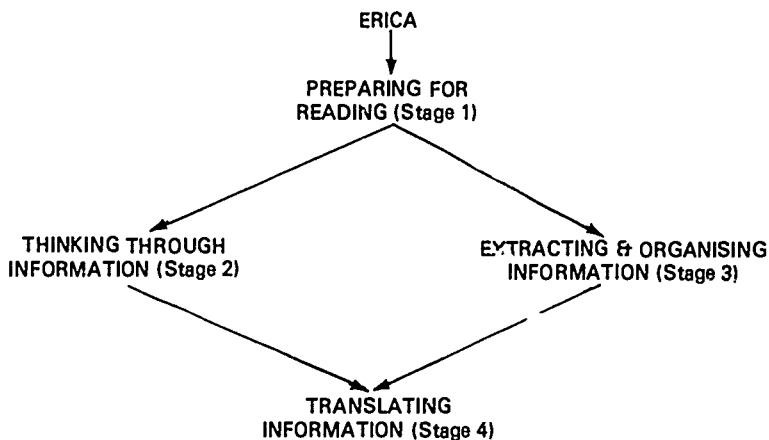 ERICA
PREPARING FOR
READING (Stage 1)
THINKING THROUGH
INFORMATION (Stage 2)
EXTRACTING & ORGANISING
INFORMATION (Stage 3)
TRANSLATING
INFORMATION (Stage 4)